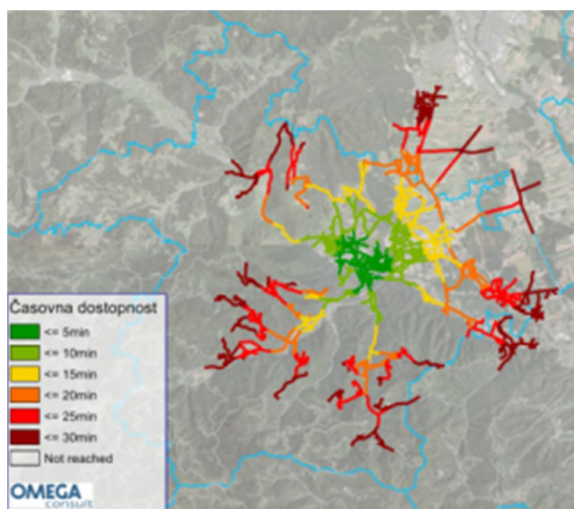 Časovna dostopnost
<= 5min
<= 10min
<= 15min
<= 20min
<= 25min
<= 30min
Not reached
OMEGA
consult